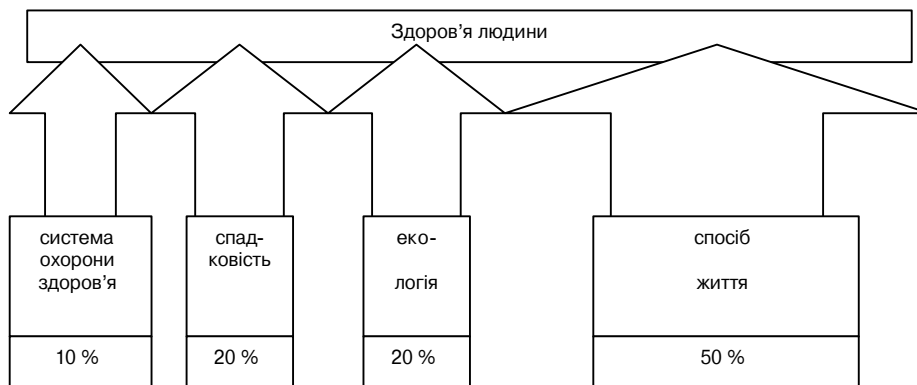 Здоров'я людини
система
охорони
здоров'я
10 %
спад-
ковість
20 %
еко-
логія
20 %
спосіб
життя
50 %